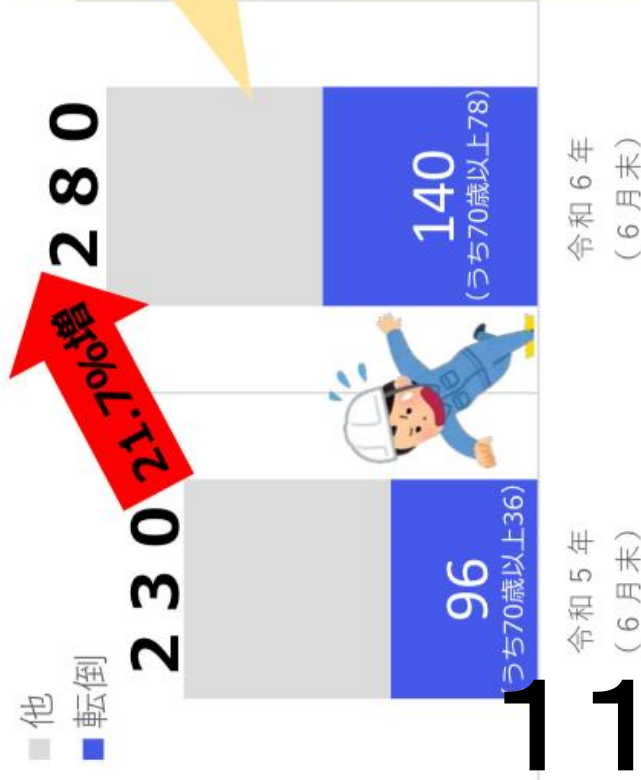 他
転倒
230
21.7%増
280
96
(うち70歳以上36)
140
(うち70歳以上78)
令和5年
(6月末)
令和6年
(6月末)
11